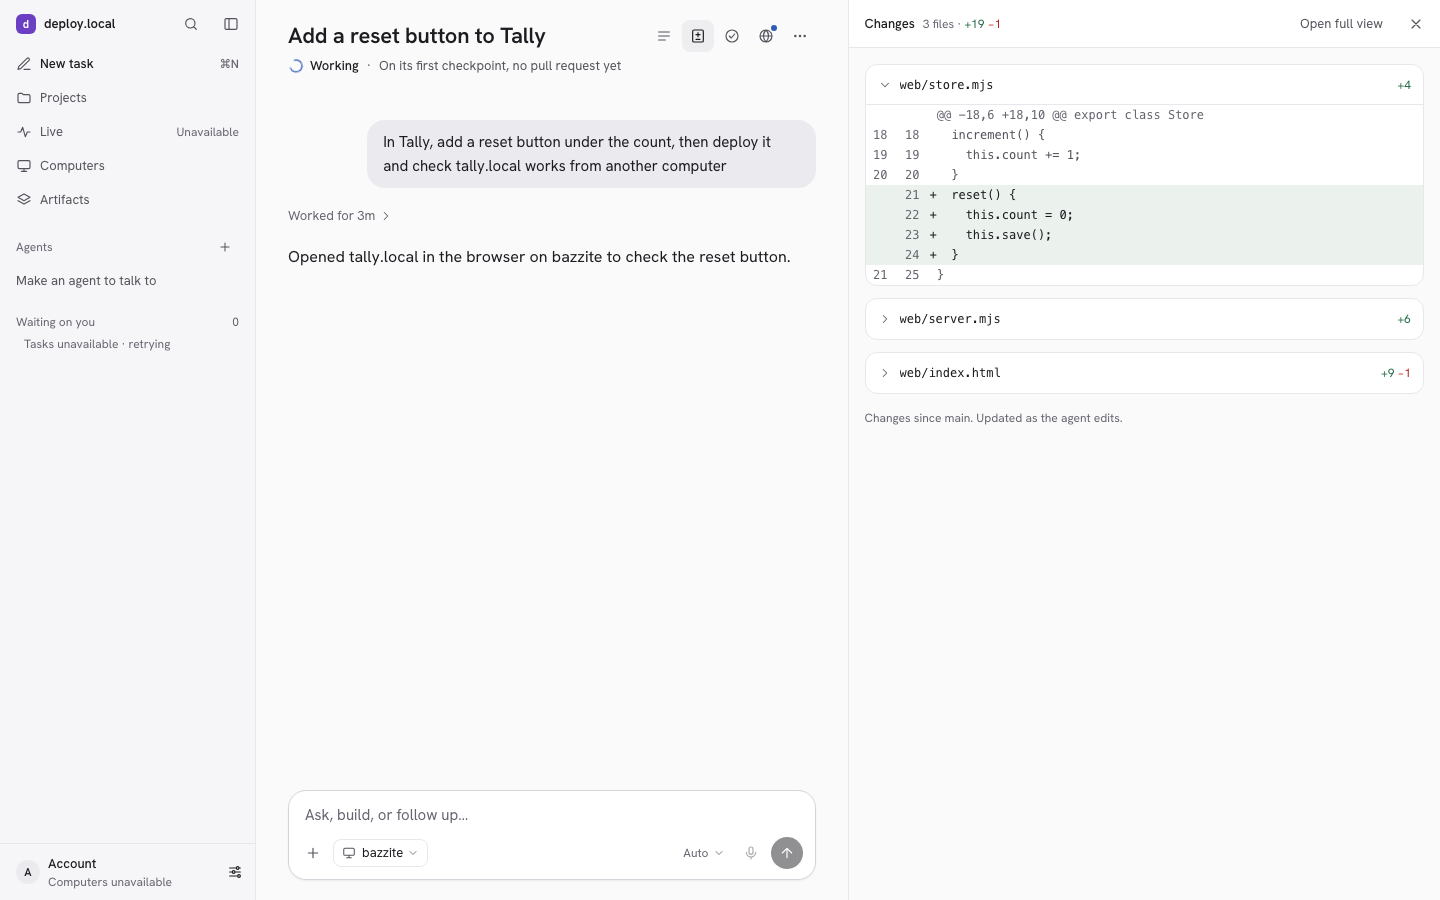 d deploy.local
New task ⌘N
Projects
Live Unavailable
Computers
Artifacts
Agents
Make an agent to talk to
Waiting on you 0
Tasks unavailable · retrying
A Account
Computers unavailable
Add a reset button to Tally
Working · On its first checkpoint, no pull request yet
In Tally, add a reset button under the count, then deploy it
and check tally.local works from another computer
Worked for 3m
Opened tally.local in the browser on bazzite to check the reset button.
Ask, build, or follow up…
bazzite
Auto
Changes 3 files · +19 −1
Open full view
web/store.mjs +4
@@ −18,6 +18,10 @@ export class Store
18 18 increment() {
19 19 this.count += 1;
20 20 }
21 + reset() {
22 + this.count = 0;
23 + this.save();
24 + }
21 25 }
web/server.mjs +6
web/index.html +9 −1
Changes since main. Updated as the agent edits.